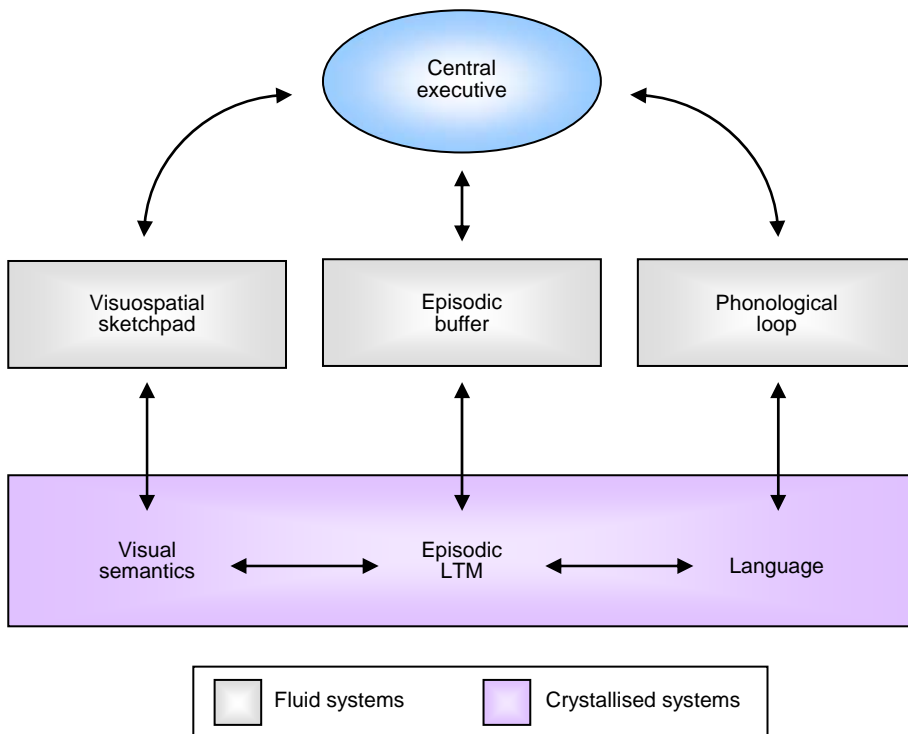 Central
executive
Visuospatial
sketchpad
Episodic
buffer
Phonological
loop
Visual
semantics
Episodic
LTM
Language
Fluid systems
Crystallised systems